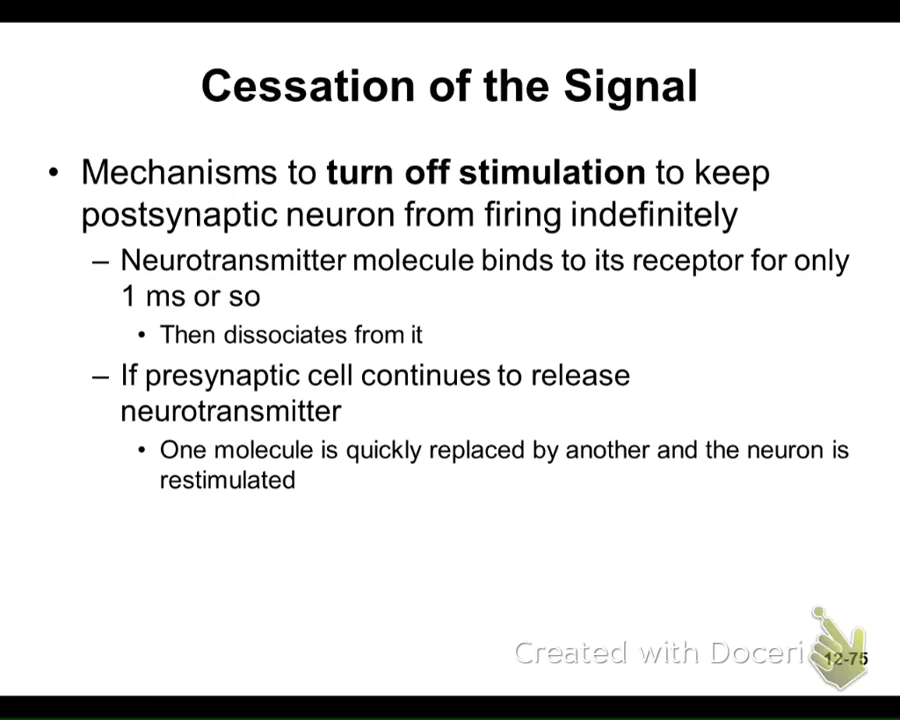 Cessation of the Signal
• Mechanisms to turn off stimulation to keep
postsynaptic neuron from firing indefinitely
– Neurotransmitter molecule binds to its receptor for only
1 ms or so
• Then dissociates from it
– If presynaptic cell continues to release
neurotransmitter
• One molecule is quickly replaced by another and the neuron is
restimulated
Created with Doceri
12-75